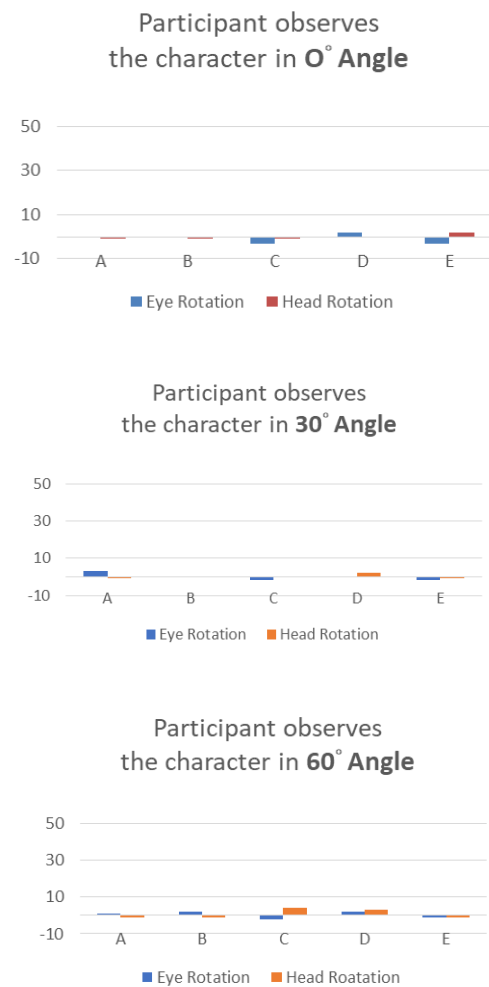 Participant observes
the character in O° Angle
50
30
10
-10
A B C D E
Eye Rotation Head Rotation
Participant observes
the character in 30° Angle
50
30
10
-10
A B C D E
Eye Rotation Head Rotation
Participant observes
the character in 60° Angle
50
30
10
-10
A B C D E
Eye Rotation Head Roatation